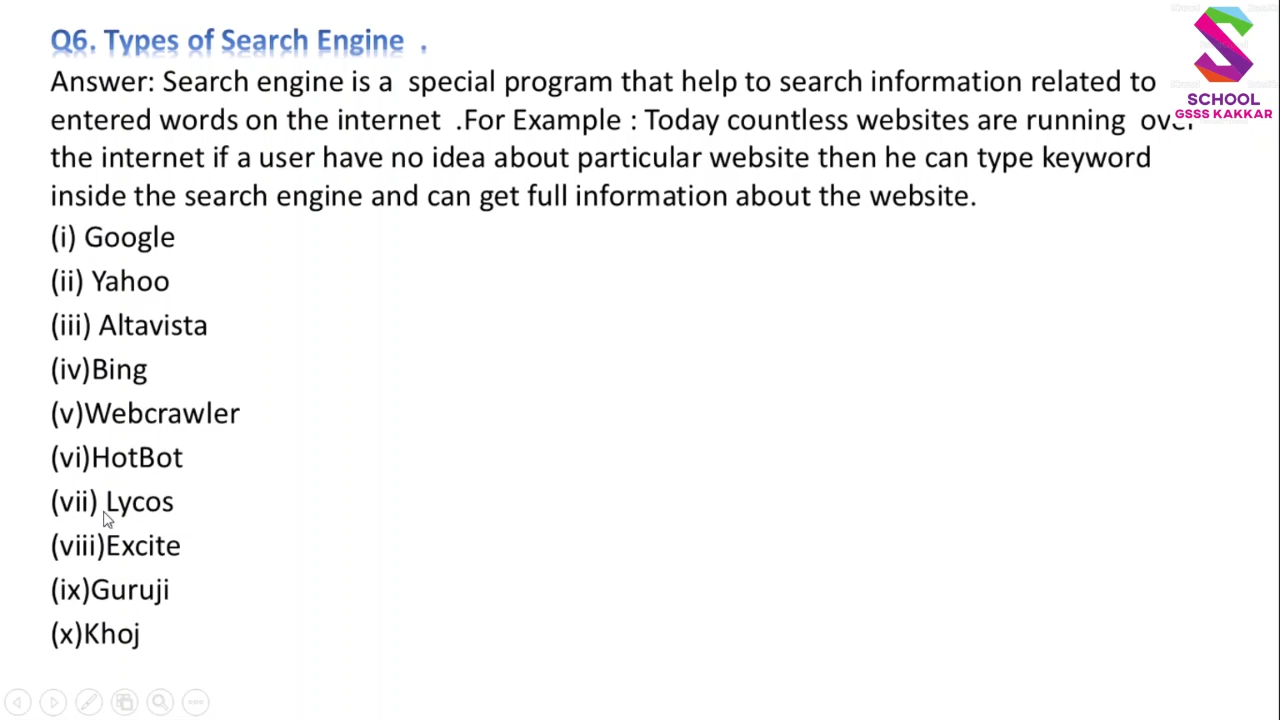 Q6. Types of Search Engine .
Answer: Search engine is a special program that help to search information related to
entered words on the internet .For Example : Today countless websites are running over
the internet if a user have no idea about particular website then he can type keyword
inside the search engine and can get full information about the website.
(i) Google
(ii) Yahoo
(iii) Altavista
(iv)Bing
(v)Webcrawler
(vi)HotBot
(vii) Lycos
(viii)Excite
(ix)Guruji
(x)Khoj
SCHOOL
GSSS KAKKAR